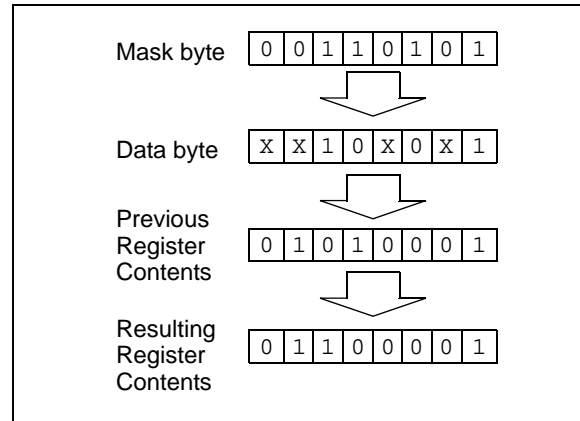 Mask byte 0 0 1 1 0 1 0 1
Data byte X X 1 0 X 0 X 1
Previous
Register 0 1 0 1 0 0 0 1
Contents
Resulting
Register 0 1 1 0 0 0 0 1
Contents